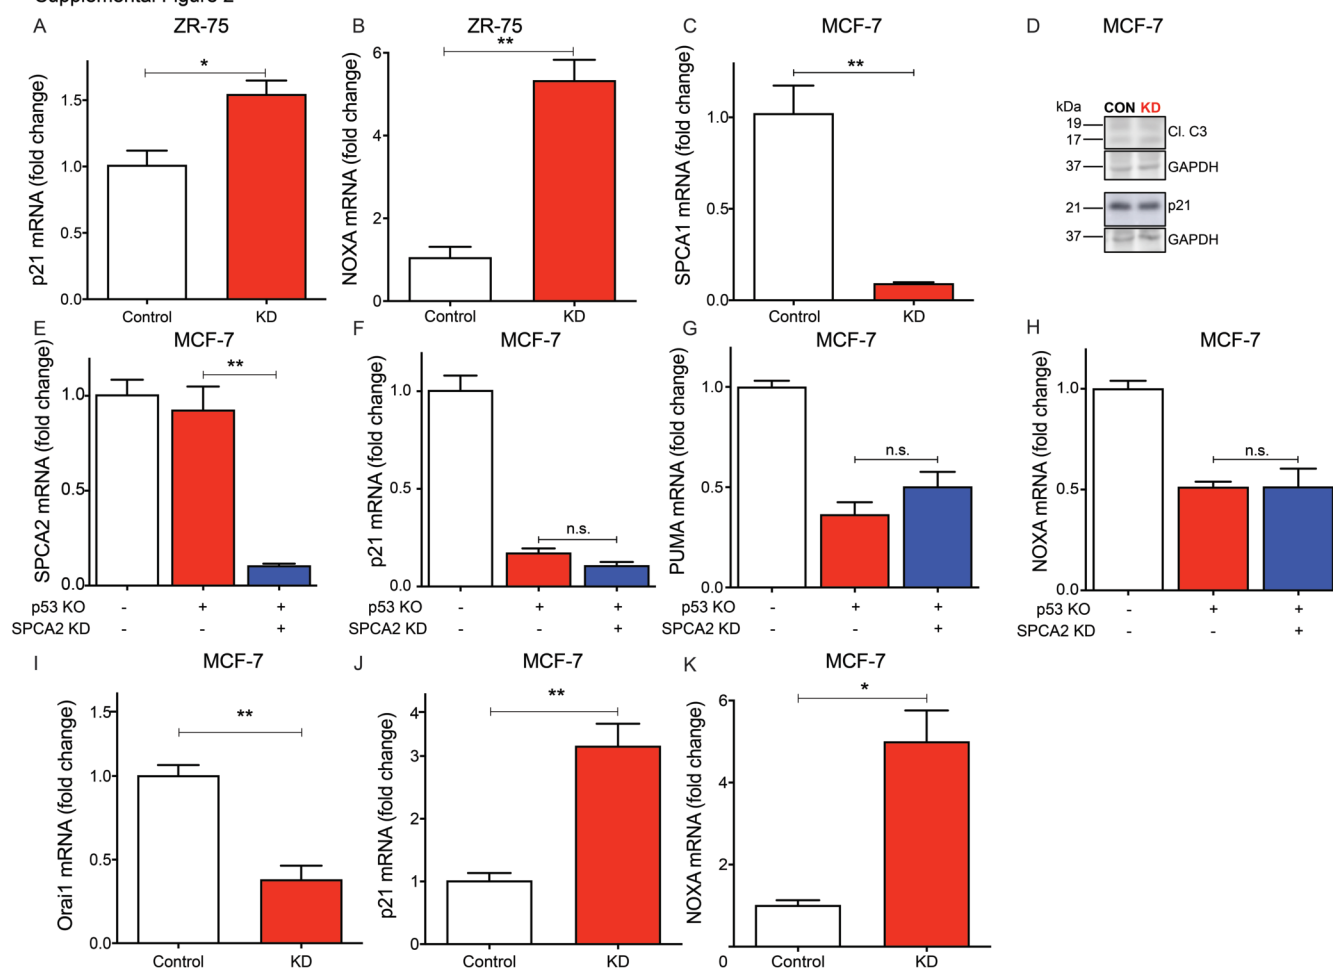 Supplemental Figure 2
A ZR-75
p21 mRNA (fold change)
1.5
1.0
0.5
0.0
*
Control KD
B ZR-75
NOXA mRNA (fold change)
6
4
2
0
**
Control KD
C MCF-7
SPCA1 mRNA (fold change)
1.0
0.5
0.0
**
Control KD
D MCF-7
kDa CON KD
19
17
Cl. C3
37 GAPDH
21 p21
37 GAPDH
E MCF-7
SPCA2 mRNA (fold change)
1.0
0.5
0.0
**
p53 KO - + +
SPCA2 KD - - +
F MCF-7
p21 mRNA (fold change)
1.0
0.5
0.0
n.s.
p53 KO - + +
SPCA2 KD - - +
G MCF-7
PUMA mRNA (fold change)
1.0
0.5
0.0
n.s.
p53 KO - + +
SPCA2 KD - - +
H MCF-7
NOXA mRNA (fold change)
1.0
0.5
0.0
n.s.
p53 KO - + +
SPCA2 KD - - +
I MCF-7
Orai1 mRNA (fold change)
1.5
1.0
0.5
0.0
**
Control KD
J MCF-7
p21 mRNA (fold change)
4
3
2
1
0
**
Control KD
K MCF-7
NOXA mRNA (fold change)
6
4
2
0
*
Control KD